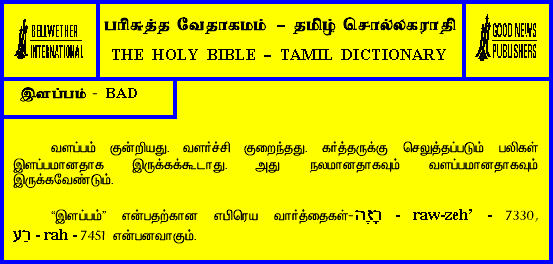 BELLWETHER
INTERNATIONAL
பரிசுத்த வேதாகமம் – தமிழ் சொல்லகராதி
THE HOLY BIBLE – TAMIL DICTIONARY
GOOD NEWS
PUBLISHERS
இளப்பம் - BAD
வளப்பம் குன்றியது. வளர்ச்சி குறைந்தது. கர்த்தருக்கு செலுத்தப்படும் பலிகள்
இளப்பமானதாக இருக்கக்கூடாது. அது நலமானதாகவும் வளப்பமானதாகவும்
இருக்கவேண்டும்.
“இளப்பம்” என்பதற்கான எபிரெய வார்த்தைகள்-רָזֶה - raw-zeh’ - 7330,
רַע - rah - 7451 என்பனவாகும்.